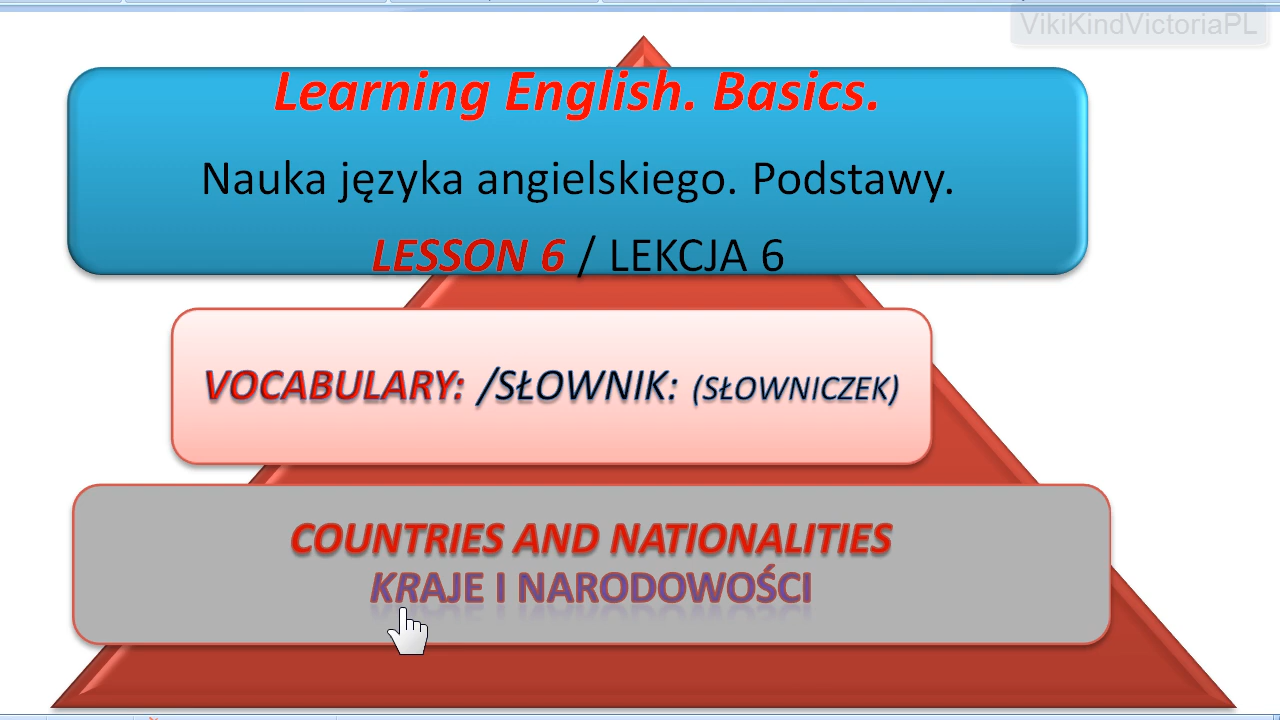 VikiKindVictoriaPL
Learning English. Basics.
Nauka języka angielskiego. Podstawy.
LESSON 6 / LEKCJA 6
VOCABULARY: /SŁOWNIK: (SŁOWNICZEK)
COUNTRIES AND NATIONALITIES
KRAJE I NARODOWOŚCI